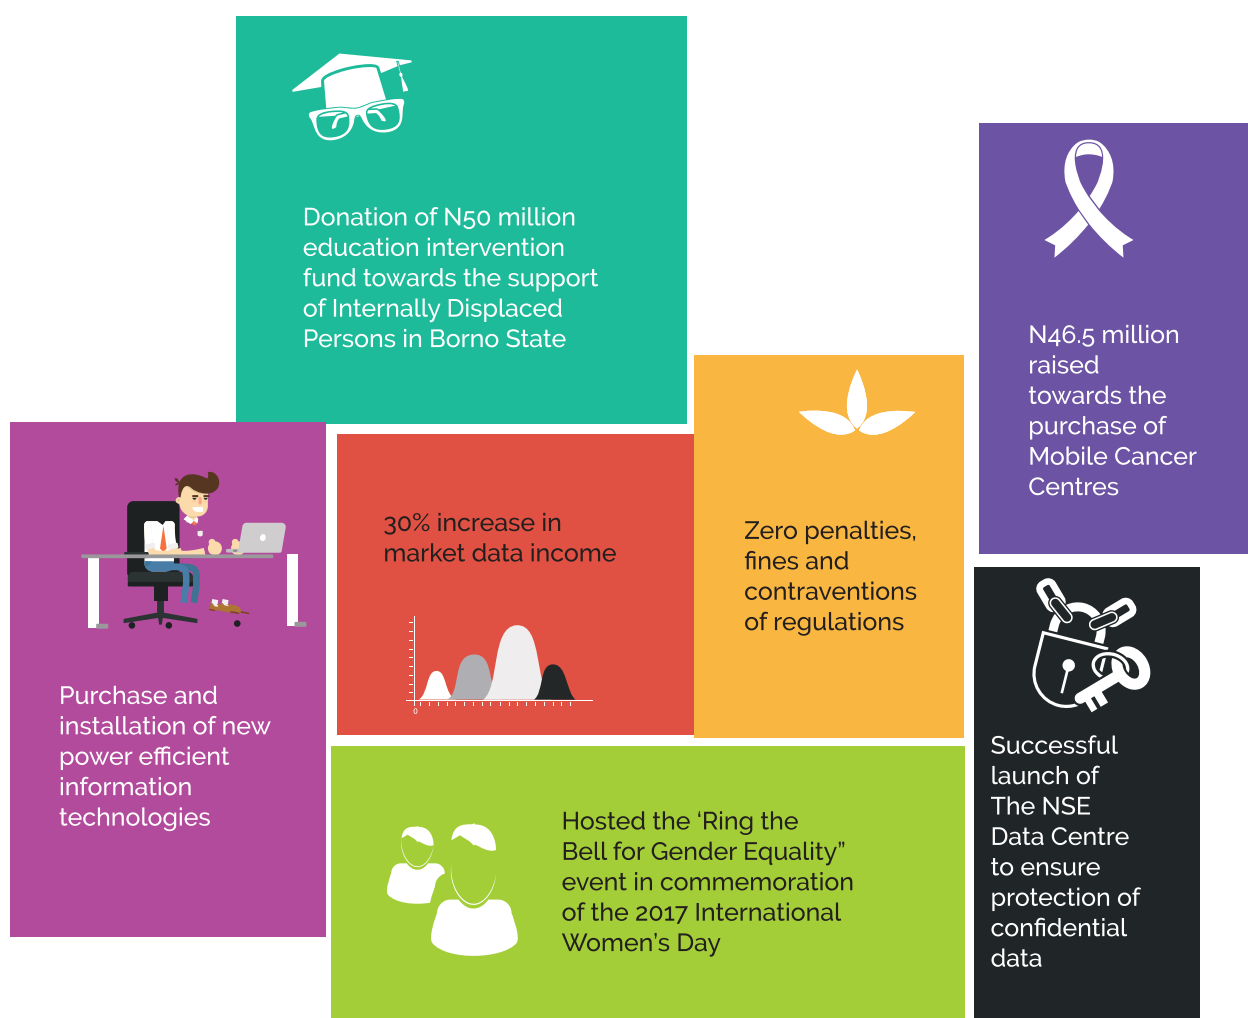 Donation of N50 million
education intervention
fund towards the support
of Internally Displaced
Persons in Borno State
N46.5 million
raised
towards the
purchase of
Mobile Cancer
Centres
Purchase and
installation of new
power efficient
information
technologies
30% increase in
market data income
0
Zero penalties,
fines and
contraventions
of regulations
Hosted the ‘Ring the
Bell for Gender Equality”
event in commemoration
of the 2017 International
Women’s Day
Successful
launch of
The NSE
Data Centre
to ensure
protection of
confidential
data